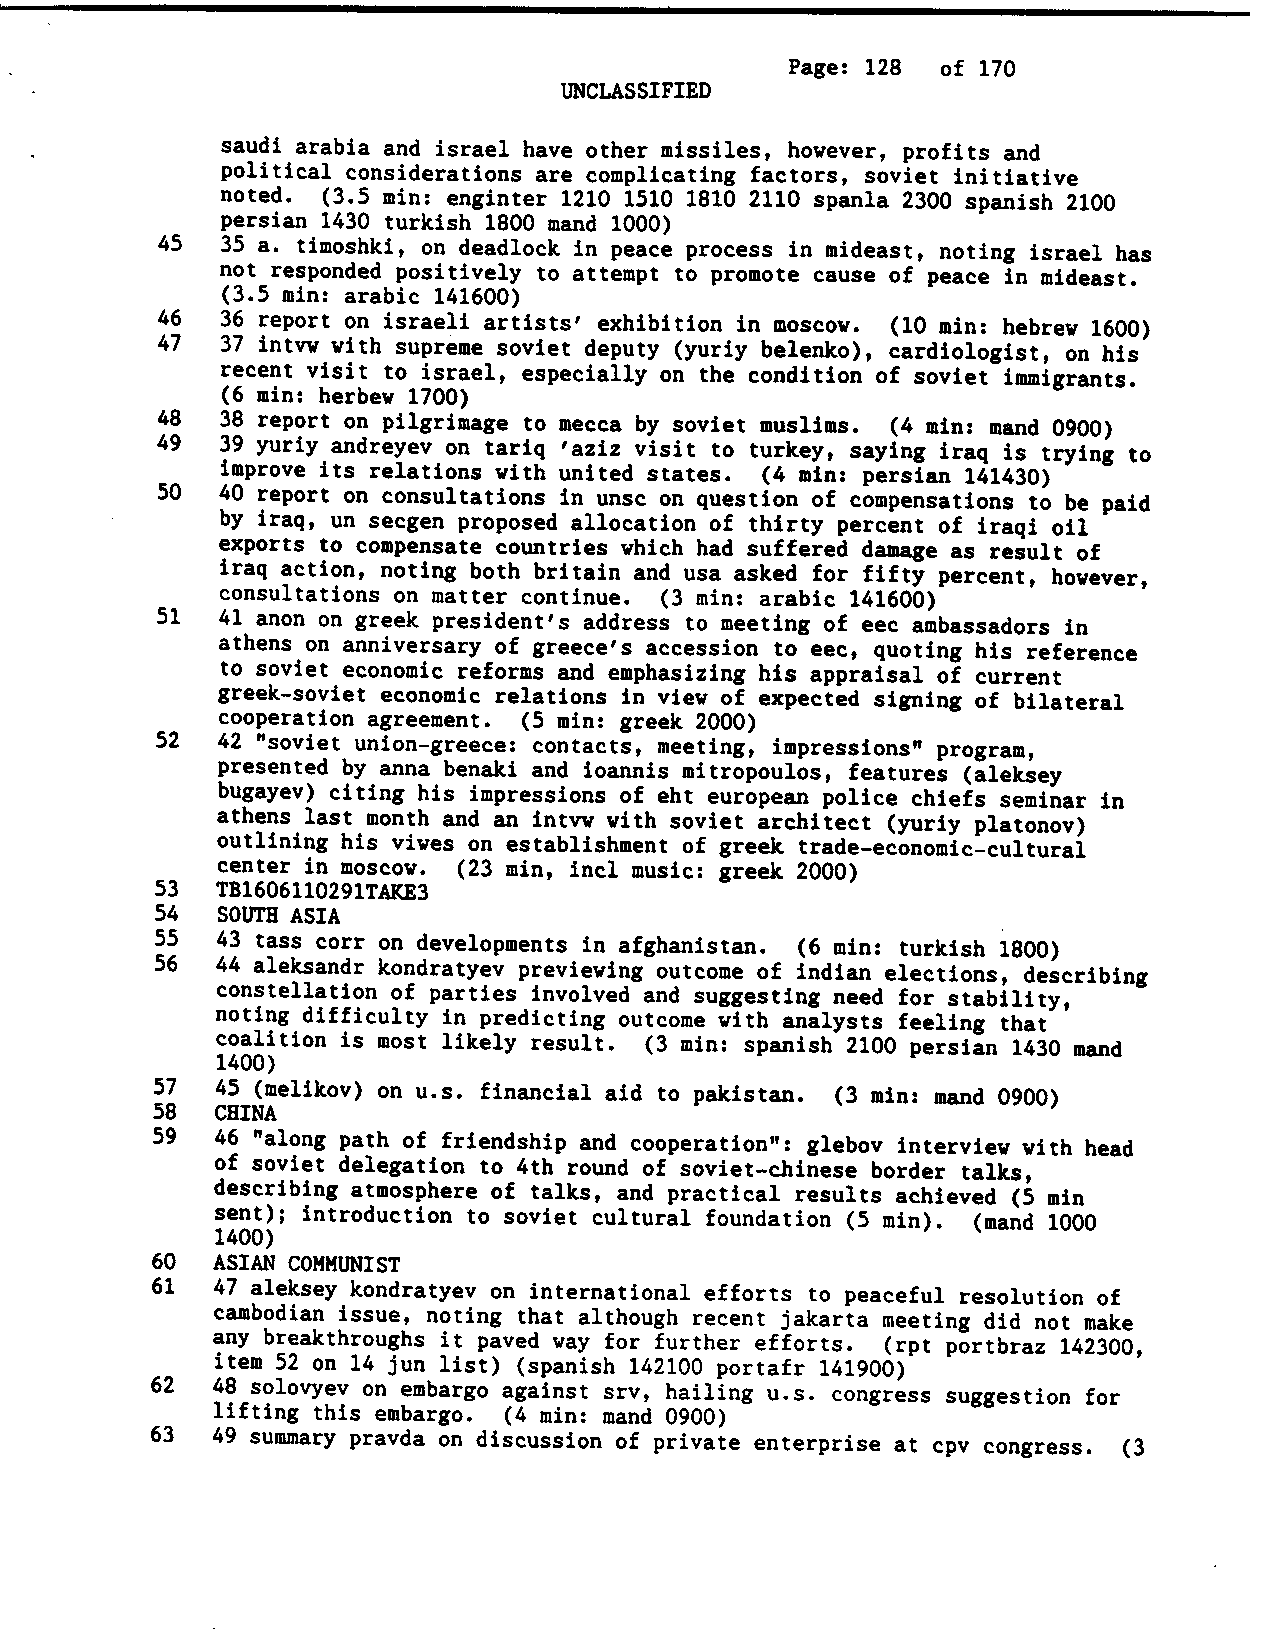 Page: 128 of 170
UNCLASSIFIED
saudi arabia and israel have other missiles, however, profits and
political considerations are complicating factors, soviet initiative
noted. (3.5 min: enginter 1210 1510 1810 2110 spanla 2300 spanish 2100
persian 1430 turkish 1800 mand 1000)
45 35 a. timoshki, on deadlock in peace process in mideast, noting israel has
not responded positively to attempt to promote cause of peace in mideast.
(3.5 min: arabic 141600)
46 36 report on israeli artists' exhibition in moscow. (10 min: hebrew 1600)
47 37 intvw with supreme soviet deputy (yuriy belenko), cardiologist, on his
recent visit to israel, especially on the condition of soviet immigrants.
(6 min: herbew 1700)
48 38 report on pilgrimage to mecca by soviet muslims. (4 min: mand 0900)
49 39 yuriy andreyev on tariq 'aziz visit to turkey, saying iraq is trying to
improve its relations with united states. (4 min: persian 141430)
50 40 report on consultations in unsc on question of compensations to be paid
by iraq, un secgen proposed allocation of thirty percent of iraqi oil
exports to compensate countries which had suffered damage as result of
iraq action, noting both britain and usa asked for fifty percent, however,
consultations on matter continue. (3 min: arabic 141600)
51 41 anon on greek president's address to meeting of eec ambassadors in
athens on anniversary of greece's accession to eec, quoting his reference
to soviet economic reforms and emphasizing his appraisal of current
greek-soviet economic relations in view of expected signing of bilateral
cooperation agreement. (5 min: greek 2000)
52 42 "soviet union-greece: contacts, meeting, impressions" program,
presented by anna benaki and ioannis mitropoulos, features (aleksey
bugayev) citing his impressions of eht european police chiefs seminar in
athens last month and an intvw with soviet architect (yuriy platonov)
outlining his vives on establishment of greek trade-economic-cultural
center in moscow. (23 min, incl music: greek 2000)
53 TB1606110291TAKE3
54 SOUTH ASIA
55 43 tass corr on developments in afghanistan. (6 min: turkish 1800)
56 44 aleksandr kondratyev previewing outcome of indian elections, describing
constellation of parties involved and suggesting need for stability,
noting difficulty in predicting outcome with analysts feeling that
coalition is most likely result. (3 min: spanish 2100 persian 1430 mand
1400)
57 45 (melikov) on u.s. financial aid to pakistan. (3 min: mand 0900)
58 CHINA
59 46 "along path of friendship and cooperation": glebov interview with head
of soviet delegation to 4th round of soviet-chinese border talks,
describing atmosphere of talks, and practical results achieved (5 min
sent); introduction to soviet cultural foundation (5 min). (mand 1000
1400)
60 ASIAN COMMUNIST
61 47 aleksey kondratyev on international efforts to peaceful resolution of
cambodian issue, noting that although recent jakarta meeting did not make
any breakthroughs it paved way for further efforts. (rpt portbraz 142300,
item 52 on 14 jun list) (spanish 142100 portafr 141900)
62 48 solovyev on embargo against srv, hailing u.s. congress suggestion for
lifting this embargo. (4 min: mand 0900)
63 49 summary pravda on discussion of private enterprise at cpv congress. (3